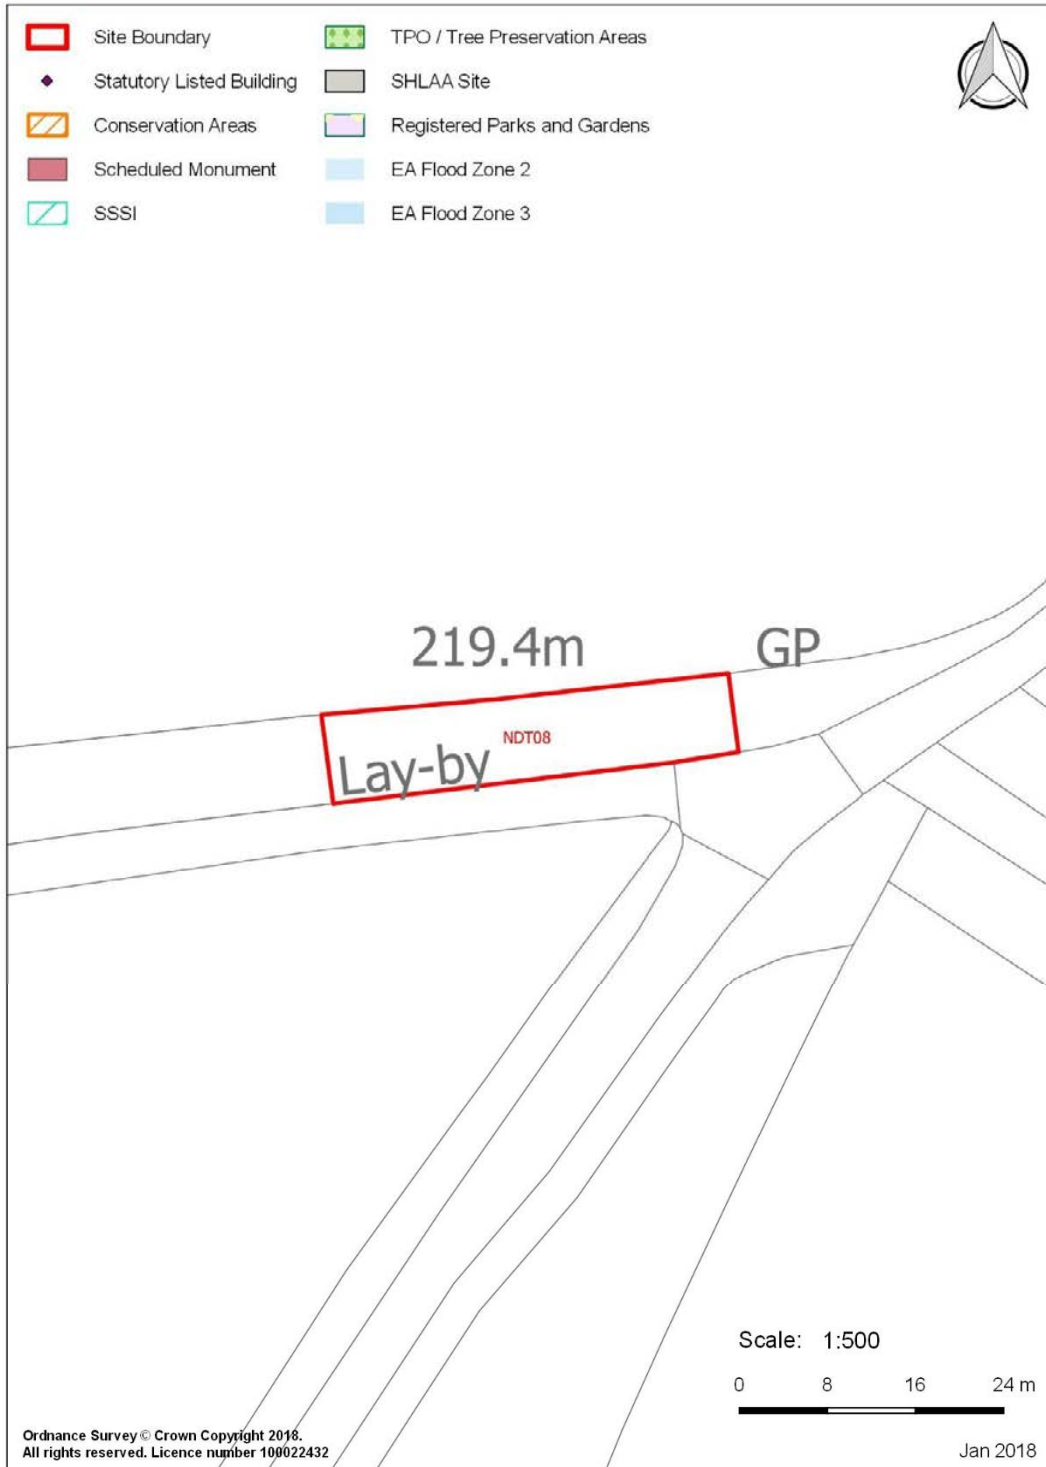 Site Boundary
Statutory Listed Building
Conservation Areas
Scheduled Monument
SSSI
TPO / Tree Preservation Areas
SHLAA Site
Registered Parks and Gardens
EA Flood Zone 2
EA Flood Zone 3
219.4m
GP
NDT08
Lay-by
Scale: 1:500
0 8 16 24 m
Ordnance Survey © Crown Copyright 2018.
All rights reserved. Licence number 100022432
Jan 2018